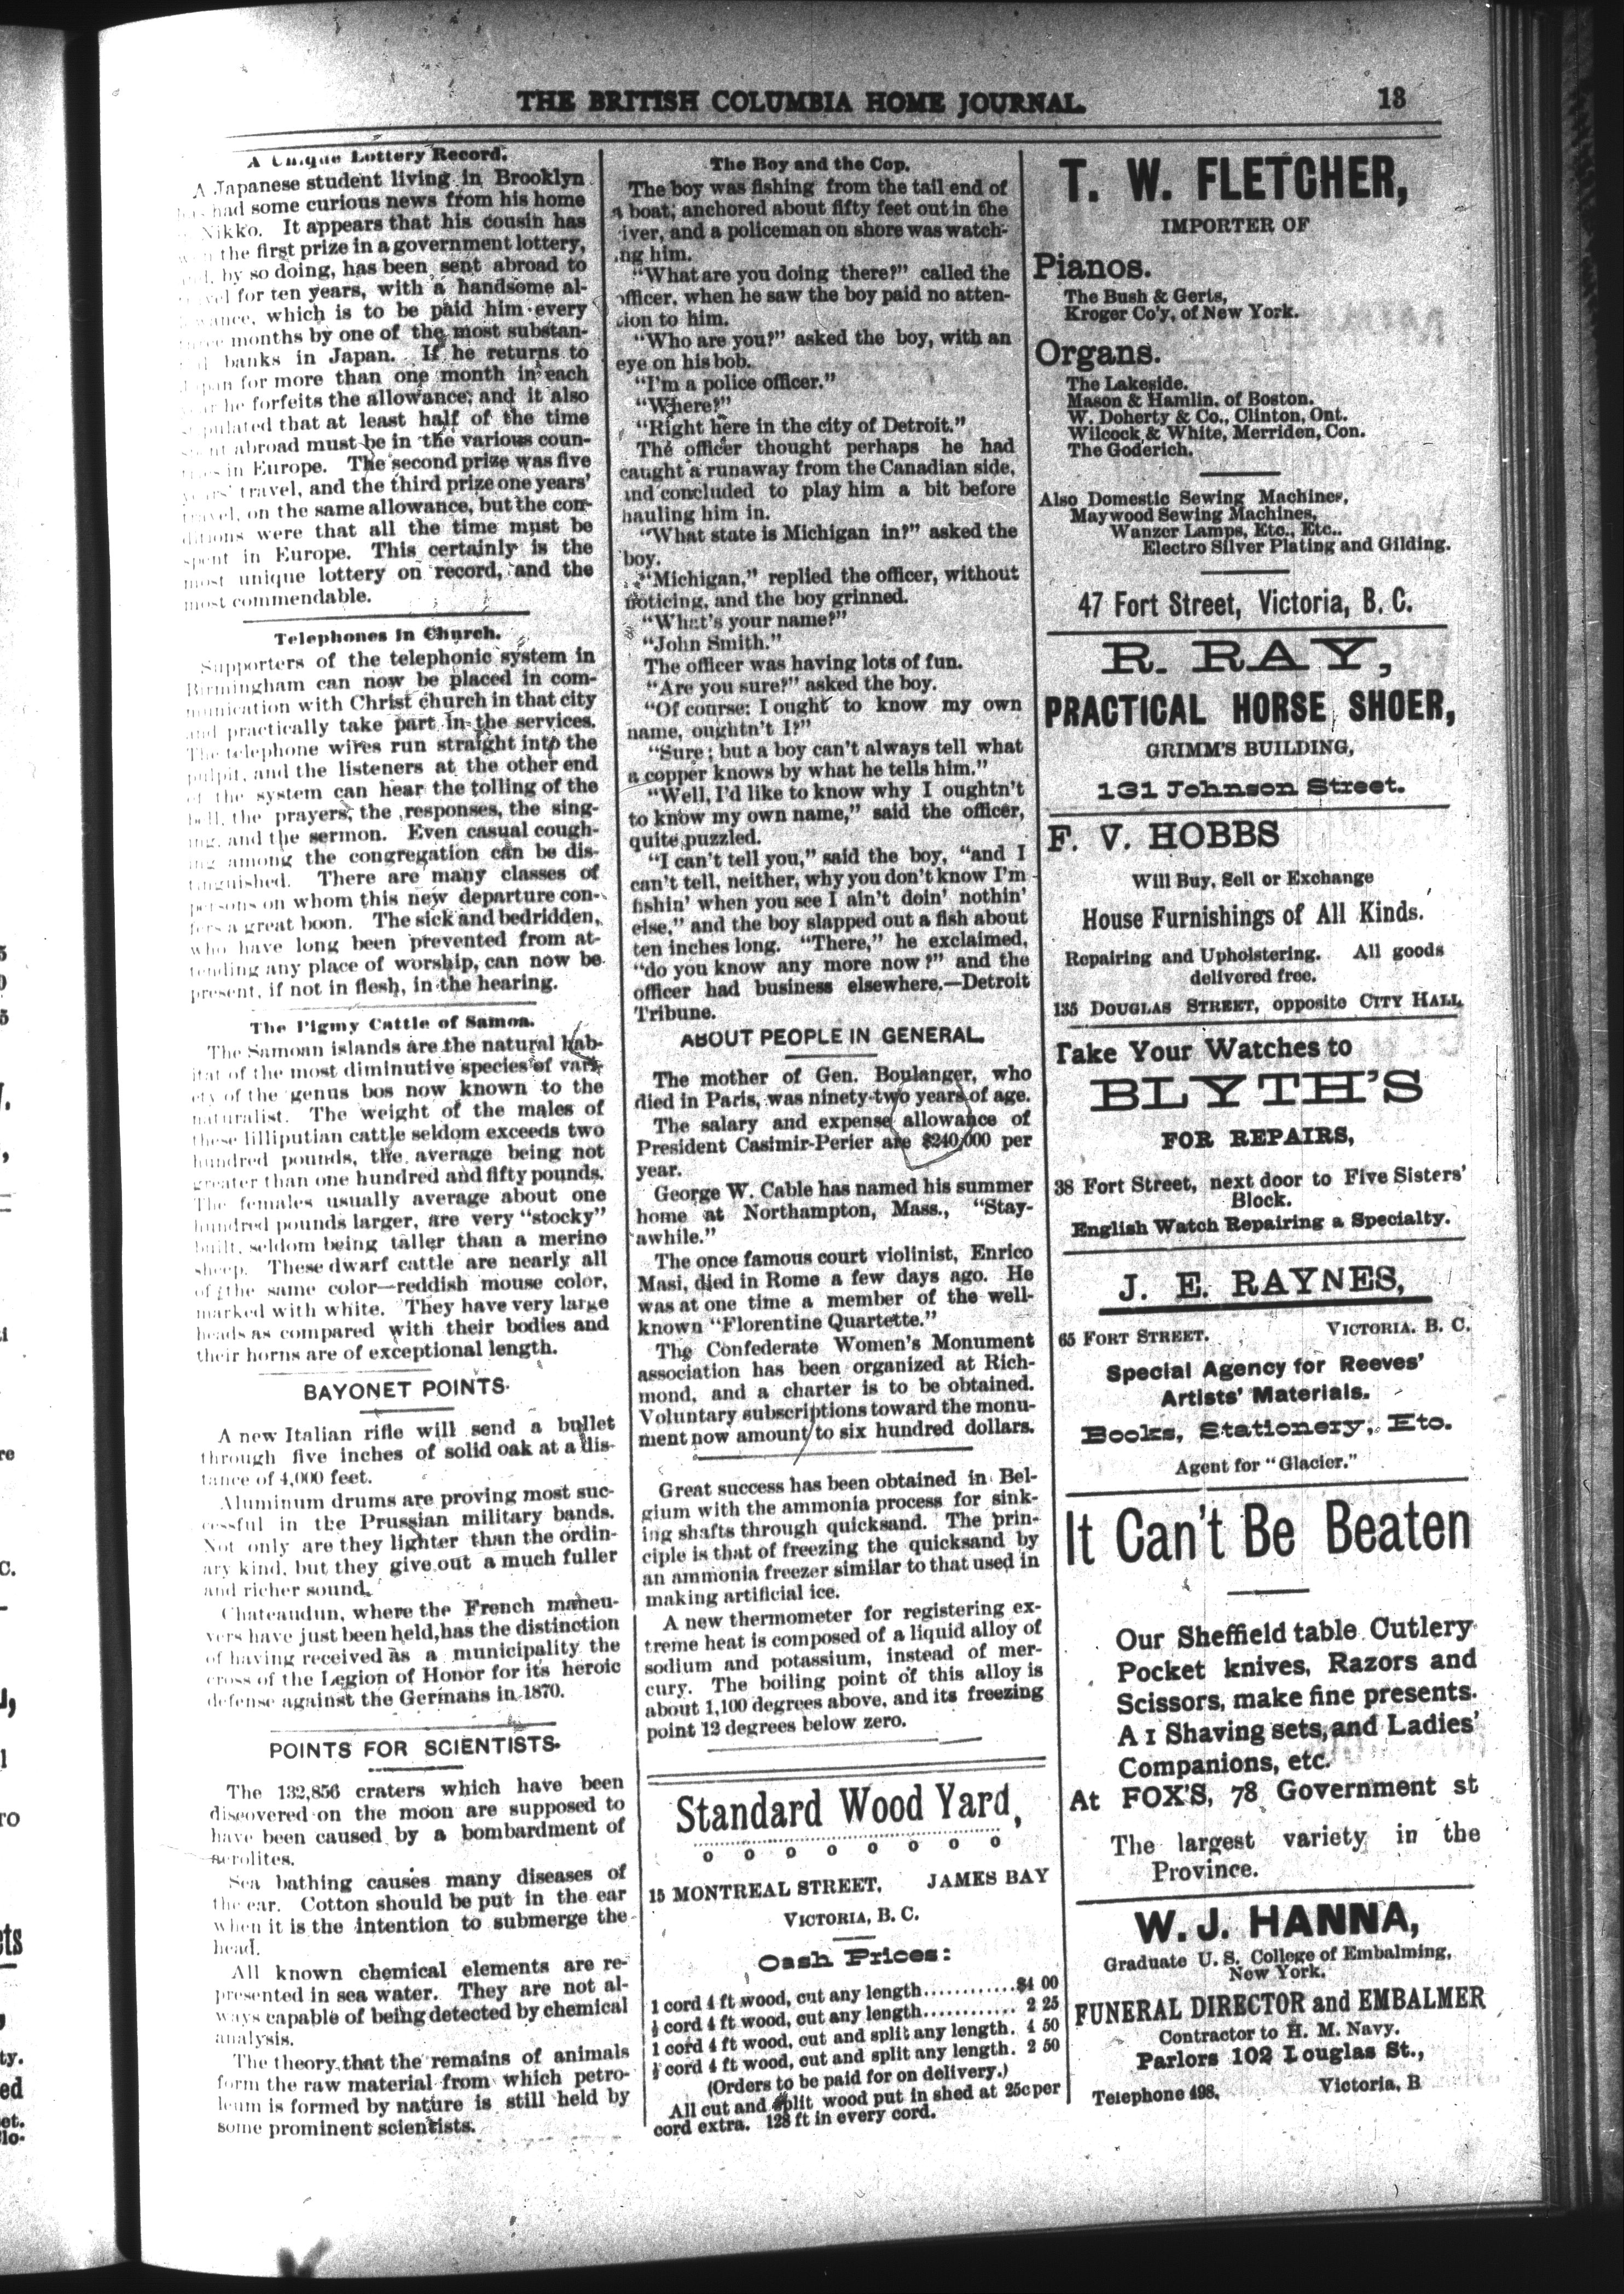 THE BRITISH COLUMBIA HOME JOURNAL.
13
A Unique Lottery Record.
A Japanese student living in Brooklyn
had some curious news from his home
Nikko. It appears that his cousin has
the first prize in a government lottery,
by so doing, has been sent abroad to
for ten years, with a handsome al-
which is to be paid him every
months by one of the most substan-
banks in Japan. If he returns to
for more than one month in each
he forfeits the allowance; and it also
that at least half of the time
abroad must be in the various coun-
in Europe. The second prize was five
travel, and the third prize one years'
travel, on the same allowance, but the con-
ditions were that all the time must be
spent in Europe. This certainly is the
most unique lottery on record, and the
most commendable.
Telephones in Church.
Supporters of the telephonic system in
Birmingham can now be placed in com-
munication with Christ church in that city
and practically take part in the services.
The telephone wires run straight into the
pulpit, and the listeners at the other end
of the system can hear the tolling of the
bell, the prayers, the responses, the sing-
ing, and the sermon. Even casual cough-
ing among the congregation can be dis-
tinguished. There are many classes of
persons on whom this new departure con-
fers a great boon. The sick and bedridden,
who have long been prevented from at-
tending any place of worship, can now be
present, if not in flesh, in the hearing.
The Pigmy Cattle of Samoa.
The Samoan islands are the natural hab-
itat of the most diminutive species of vari-
ety of the genus bos now known to the
naturalist. The weight of the males of
these lilliputian cattle seldom exceeds two
hundred pounds, the average being not
greater than one hundred and fifty pounds.
The females usually average about one
hundred pounds larger, are very "stocky"
built, seldom being taller than a merino
sheep. These dwarf cattle are nearly all
of the same color—reddish mouse color,
marked with white. They have very large
heads as compared with their bodies and
their horns are of exceptional length.
BAYONET POINTS.
A new Italian rifle will send a bullet
through five inches of solid oak at a dis-
tance of 4,000 feet.
Aluminum drums are proving most suc-
cessful in the Prussian military bands.
Not only are they lighter than the ordin-
ary kind, but they give out a much fuller
and richer sound.
Chateaudun, where the French maneu-
vers have just been held, has the distinction
of having received as a municipality the
cross of the Legion of Honor for its heroic
defense against the Germans in 1870.
POINTS FOR SCIENTISTS.
The 132,856 craters which have been
discovered on the moon are supposed to
have been caused by a bombardment of
aerolites.
Sea bathing causes many diseases of
the ear. Cotton should be put in the ear
when it is the intention to submerge the
head.
All known chemical elements are re-
presented in sea water. They are not al-
ways capable of being detected by chemical
analysis.
The theory that the remains of animals
form the raw material from which petro-
leum is formed by nature is still held by
some prominent scientists.
The Boy and the Cop.
The boy was fishing from the tail end of
a boat; anchored about fifty feet out in the
iver, and a policeman on shore was watch-
ng him.
"What are you doing there?" called the
officer, when he saw the boy paid no atten-
tion to him.
"Who are you?" asked the boy, with an
eye on his bob.
"I'm a police officer."
"Where?"
"Right here in the city of Detroit."
The officer thought perhaps he had
caught a runaway from the Canadian side,
and concluded to play him a bit before
hauling him in.
"What state is Michigan in?" asked the
boy.
"Michigan," replied the officer, without
noticing, and the boy grinned.
"What's your name?"
"John Smith."
The officer was having lots of fun.
"Are you sure?" asked the boy.
"Of course; I ought to know my own
name, oughtn't I?"
"Sure; but a boy can't always tell what
a copper knows by what he tells him."
"Well, I'd like to know why I oughtn't
to know my own name," said the officer,
quite puzzled.
"I can't tell you," said the boy, "and I
can't tell, neither, why you don't know I'm
fishin' when you see I ain't doin' nothin'
else," and the boy slapped out a fish about
ten inches long. "There," he exclaimed,
"do you know any more now?" and the
officer had business elsewhere.—Detroit
Tribune.
ABOUT PEOPLE IN GENERAL.
The mother of Gen. Boulanger, who
died in Paris, was ninety-two years of age.
The salary and expense allowance of
President Casimir-Perier are $240,000 per
year.
George W. Cable has named his summer
home at Northampton, Mass., "Stay-
awhile."
The once famous court violinist, Enrico
Masi, died in Rome a few days ago. He
was at one time a member of the well-
known "Florentine Quartette."
The Confederate Women's Monument
association has been organized at Rich-
mond, and a charter is to be obtained.
Voluntary subscriptions toward the monu-
ment now amount to six hundred dollars.
Great success has been obtained in Bel-
gium with the ammonia process for sink-
ing shafts through quicksand. The prin-
ciple is that of freezing the quicksand by
an ammonia freezer similar to that used in
making artificial ice.
A new thermometer for registering ex-
treme heat is composed of a liquid alloy of
sodium and potassium, instead of mer-
cury. The boiling point of this alloy is
about 1,100 degrees above, and its freezing
point 12 degrees below zero.
Standard Wood Yard,
15 MONTREAL STREET, JAMES BAY
VICTORIA, B. C.
Cash Prices:
1 cord 4 ft wood, cut any length............$4 00
½ cord 4 ft wood, cut any length............ 2 25
1 cord 4 ft wood, cut and split any length. 4 50
½ cord 4 ft wood, cut and split any length. 2 50
(Orders to be paid for on delivery.)
All cut and split wood put in shed at 25c per
cord extra. 128 ft in every cord.
T. W. FLETCHER,
IMPORTER OF
Pianos.
The Bush & Gerts,
Kroger Co'y, of New York.
Organs.
The Lakeside.
Mason & Hamlin, of Boston.
W. Doherty & Co., Clinton, Ont.
Wilcock & White, Merriden, Con.
The Goderich.
Also Domestic Sewing Machines,
Maywood Sewing Machines,
Wanzer Lamps, Etc., Etc..
Electro Silver Plating and Gilding.
47 Fort Street, Victoria, B. C.
R. RAY,
PRACTICAL HORSE SHOER,
GRIMM'S BUILDING,
131 Johnson Street.
F. V. HOBBS
Will Buy, Sell or Exchange
House Furnishings of All Kinds.
Repairing and Upholstering. All goods
delivered free.
135 DOUGLAS STREET, opposite CITY HALL
Take Your Watches to
BLYTH'S
FOR REPAIRS,
38 Fort Street, next door to Five Sisters'
Block.
English Watch Repairing a Specialty.
J. E. RAYNES,
65 FORT STREET. VICTORIA. B. C.
Special Agency for Reeves'
Artists' Materials.
Books, Stationery, Etc.
Agent for "Glacier."
It Can't Be Beaten
Our Sheffield table Cutlery
Pocket knives, Razors and
Scissors, make fine presents.
A 1 Shaving sets, and Ladies'
Companions, etc.
At FOX'S, 78 Government st
The largest variety in the
Province.
W. J. HANNA,
Graduate U. S. College of Embalming,
New York.
FUNERAL DIRECTOR and EMBALMER
Contractor to H. M. Navy.
Parlors 102 Douglas St.,
Telephone 498, Victoria, B